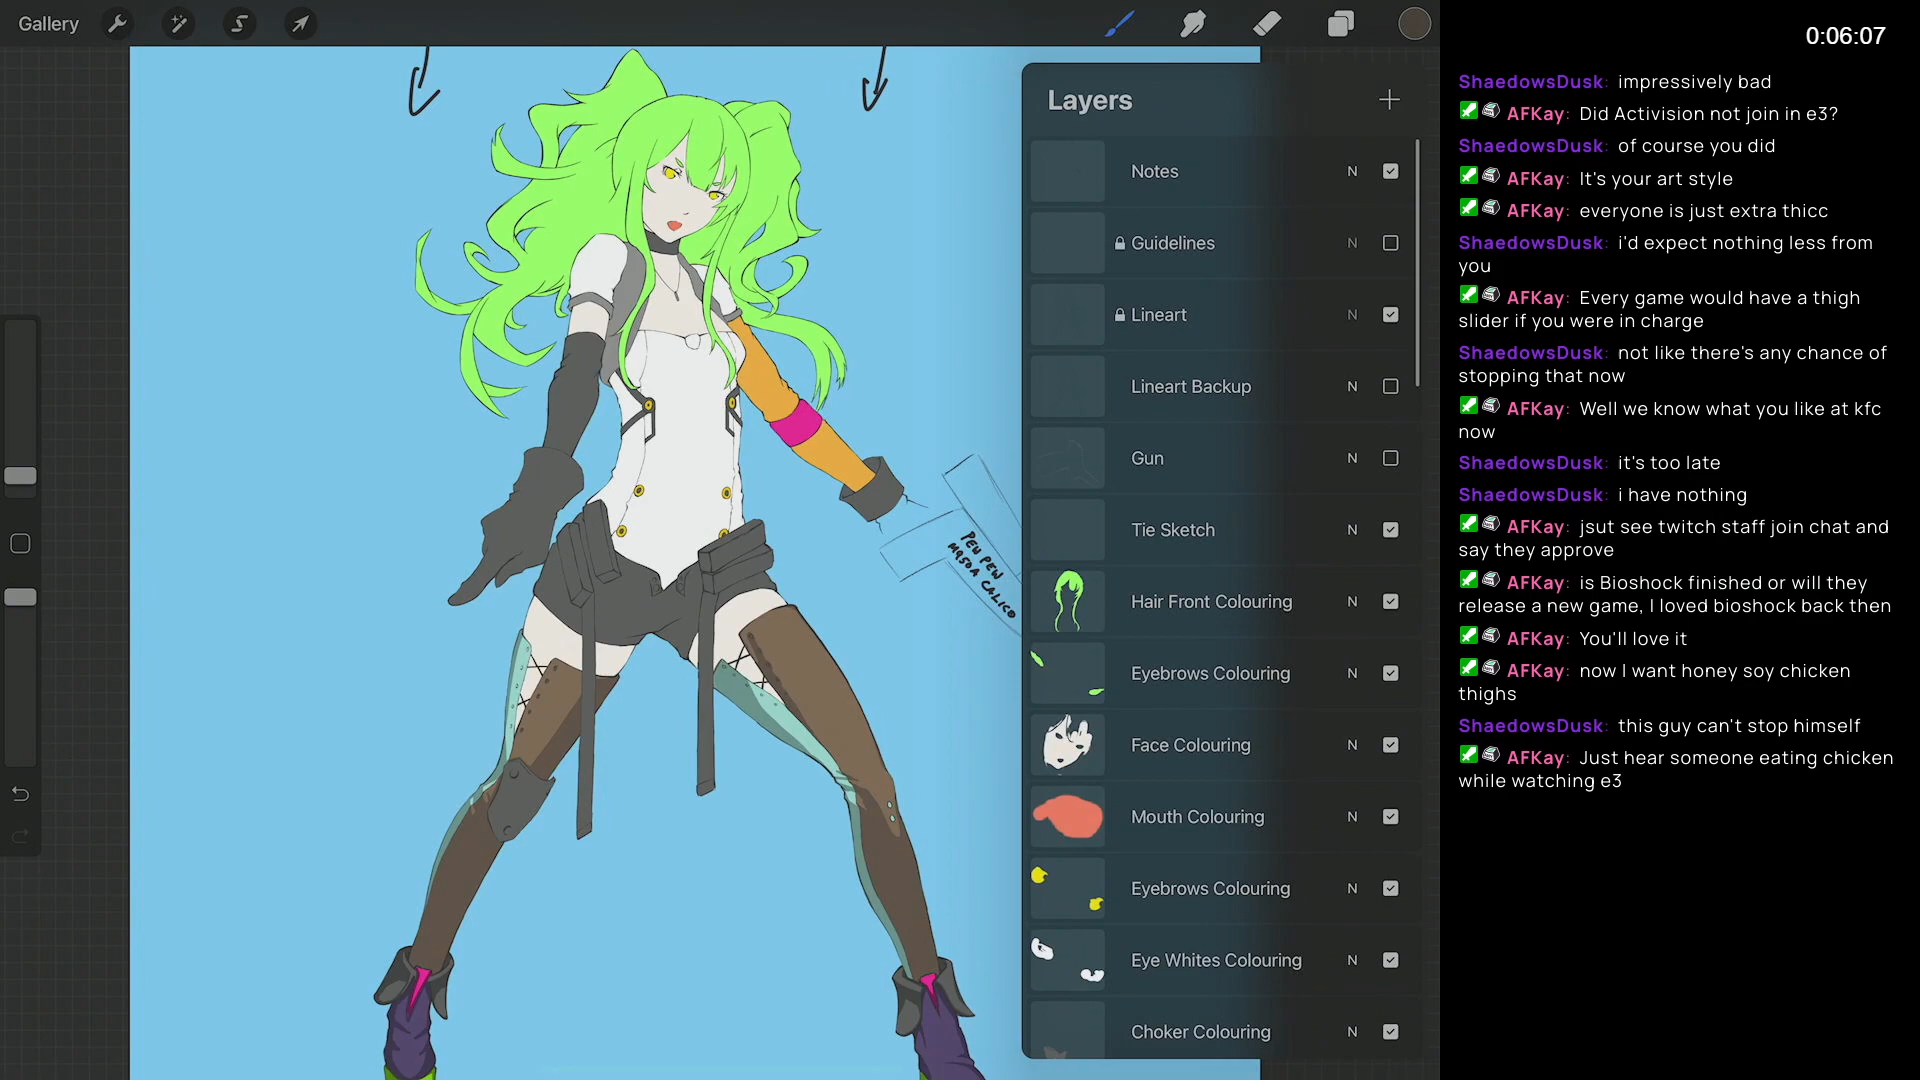 Gallery
0:06:07
Layers
Notes N
Guidelines N
Lineart N
Lineart Backup N
Gun N
Tie Sketch N
Hair Front Colouring N
Eyebrows Colouring N
Face Colouring N
Mouth Colouring N
Eyebrows Colouring N
Eye Whites Colouring N
Choker Colouring N
PEW PEW
MAGDA CALICO
ShaedowsDusk: impressively bad
AFKay: Did Activision not join in e3?
ShaedowsDusk: of course you did
AFKay: It's your art style
AFKay: everyone is just extra thicc
ShaedowsDusk: i'd expect nothing less from
you
AFKay: Every game would have a thigh
slider if you were in charge
ShaedowsDusk: not like there's any chance of
stopping that now
AFKay: Well we know what you like at kfc
now
ShaedowsDusk: it's too late
ShaedowsDusk: i have nothing
AFKay: jsut see twitch staff join chat and
say they approve
AFKay: is Bioshock finished or will they
release a new game, I loved bioshock back then
AFKay: You'll love it
AFKay: now I want honey soy chicken
thighs
ShaedowsDusk: this guy can't stop himself
AFKay: Just hear someone eating chicken
while watching e3